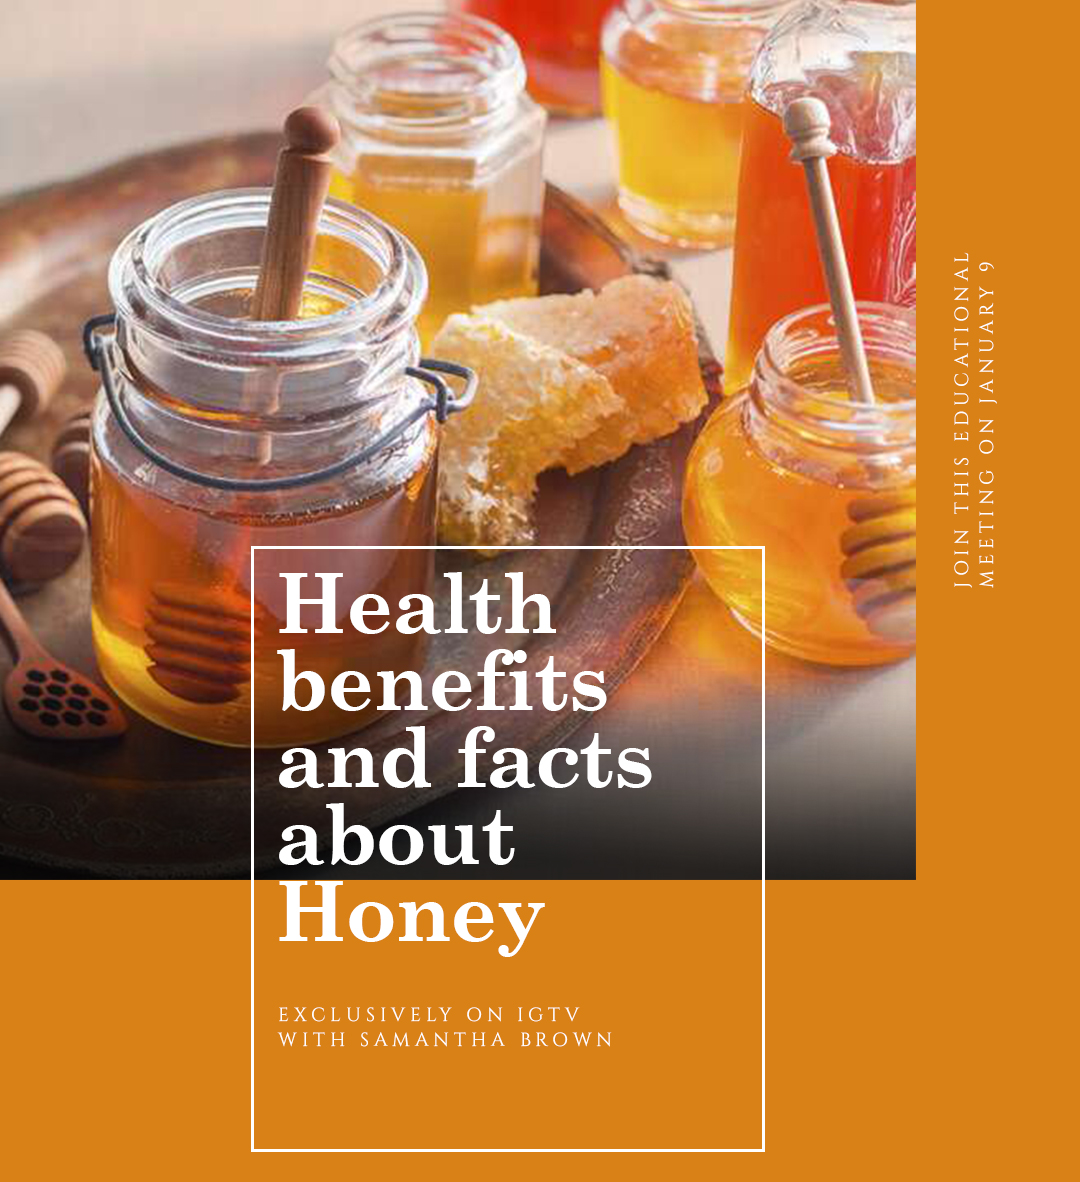 JOIN THIS EDUCATIONAL
MEETING ON JANUARY 9
Health
benefits
and facts
about
Honey
EXCLUSIVELY ON IGTV
WITH SAMANTHA BROWN